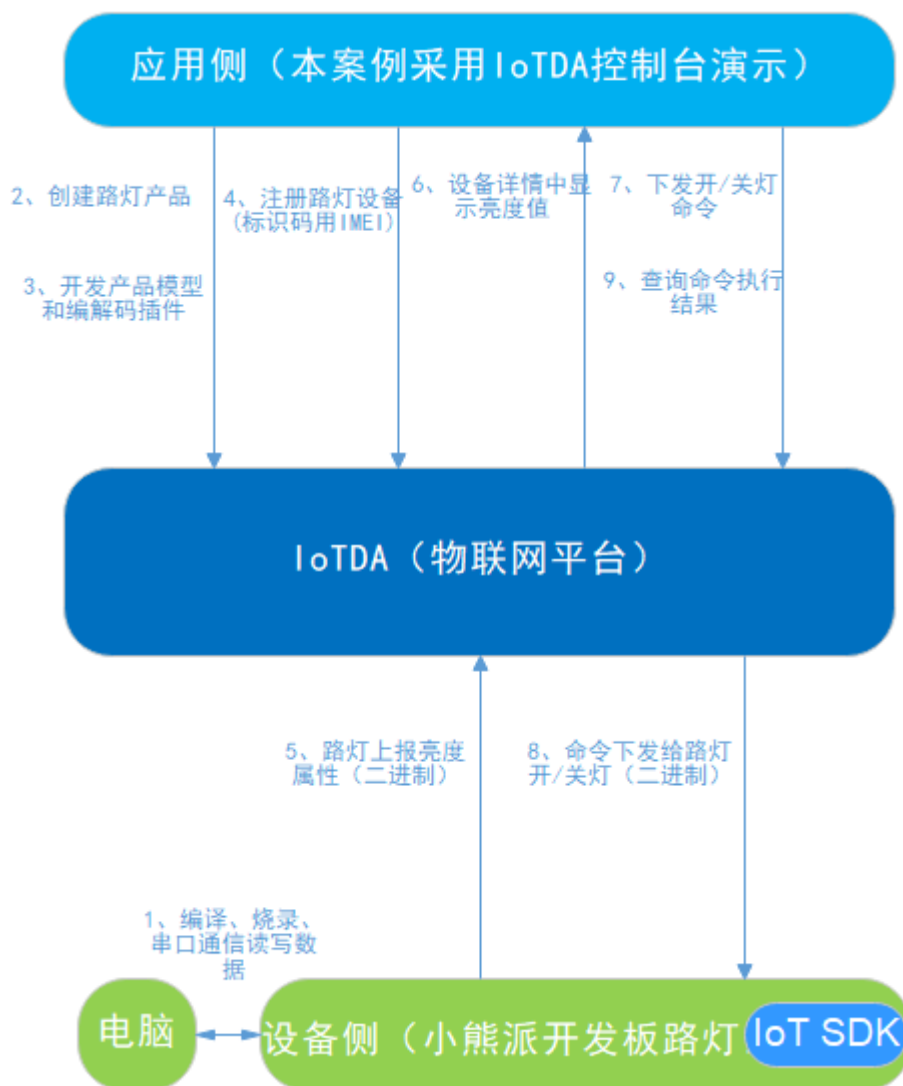 应用侧（本案例采用IoTDA控制台演示）
2、创建路灯产品
3、开发产品模型
和编解码插件
4、注册路灯设备
(标识码用IMEI)
6、设备详情中显
示亮度值
7、下发开/关灯
命令
9、查询命令执行
结果
IoTDA（物联网平台）
5、路灯上报亮度
属性（二进制）
8、命令下发给路灯
开/关灯（二进制）
1、编译、烧录、
串口通信读写数
据
电脑
设备侧（小熊派开发板路灯
IoT SDK